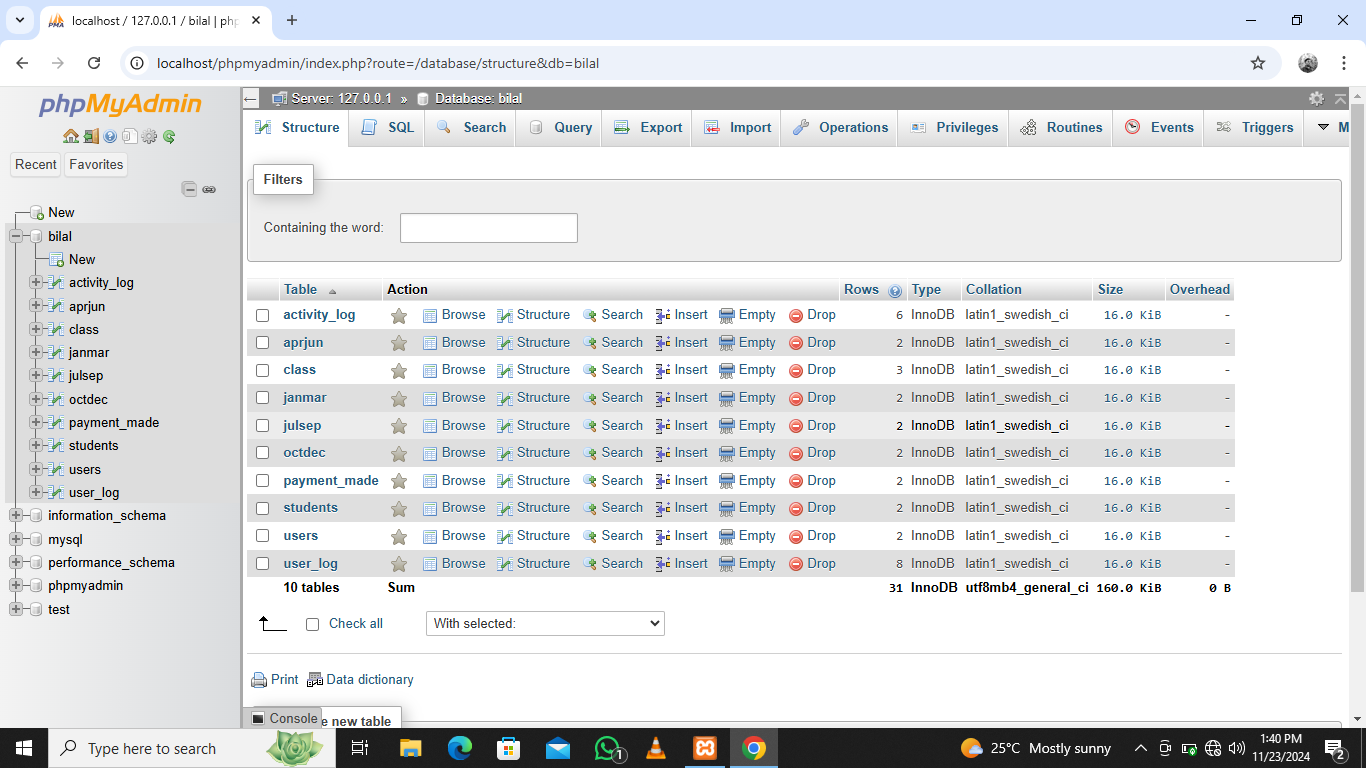 localhost / 127.0.0.1 / bilal | php
localhost/phpmyadmin/index.php?route=/database/structure&db=bilal
phpMyAdmin
Recent Favorites
New
bilal
New
activity_log
aprjun
class
janmar
julsep
octdec
payment_made
students
users
user_log
information_schema
mysql
performance_schema
phpmyadmin
test
Server: 127.0.0.1 » Database: bilal
Structure SQL Search Query Export Import Operations Privileges Routines Events Triggers M
Filters
Containing the word:
Table Action Rows Type Collation Size Overhead
activity_log Browse Structure Search Insert Empty Drop 6 InnoDB latin1_swedish_ci 16.0 KiB -
aprjun Browse Structure Search Insert Empty Drop 2 InnoDB latin1_swedish_ci 16.0 KiB -
class Browse Structure Search Insert Empty Drop 3 InnoDB latin1_swedish_ci 16.0 KiB -
janmar Browse Structure Search Insert Empty Drop 2 InnoDB latin1_swedish_ci 16.0 KiB -
julsep Browse Structure Search Insert Empty Drop 2 InnoDB latin1_swedish_ci 16.0 KiB -
octdec Browse Structure Search Insert Empty Drop 2 InnoDB latin1_swedish_ci 16.0 KiB -
payment_made Browse Structure Search Insert Empty Drop 2 InnoDB latin1_swedish_ci 16.0 KiB -
students Browse Structure Search Insert Empty Drop 2 InnoDB latin1_swedish_ci 16.0 KiB -
users Browse Structure Search Insert Empty Drop 2 InnoDB latin1_swedish_ci 16.0 KiB -
user_log Browse Structure Search Insert Empty Drop 8 InnoDB latin1_swedish_ci 16.0 KiB -
10 tables Sum 31 InnoDB utf8mb4_general_ci 160.0 KiB 0 B
Check all With selected:
Print Data dictionary
Console e new table
Type here to search
1
25°C Mostly sunny
1:40 PM
11/23/2024
2